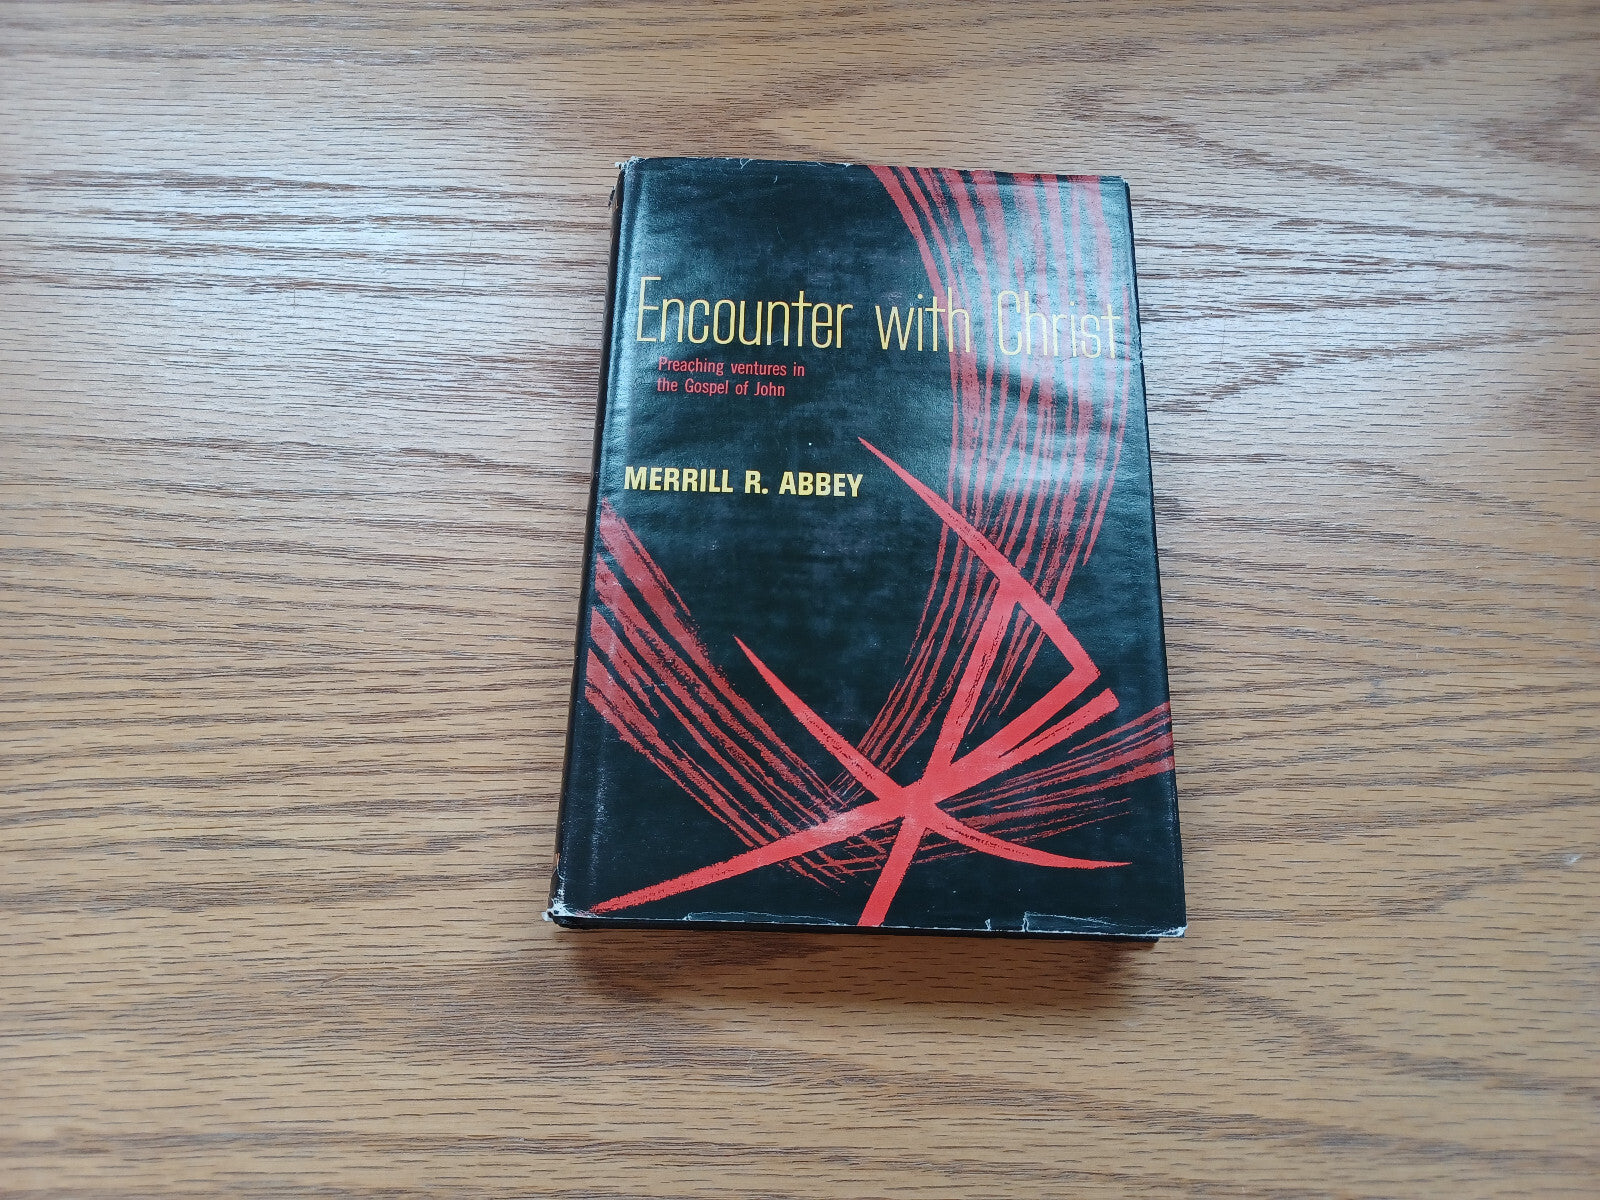 Encounter with Christ
Preaching ventures in
the Gospel of John
MERRILL R. ABBEY